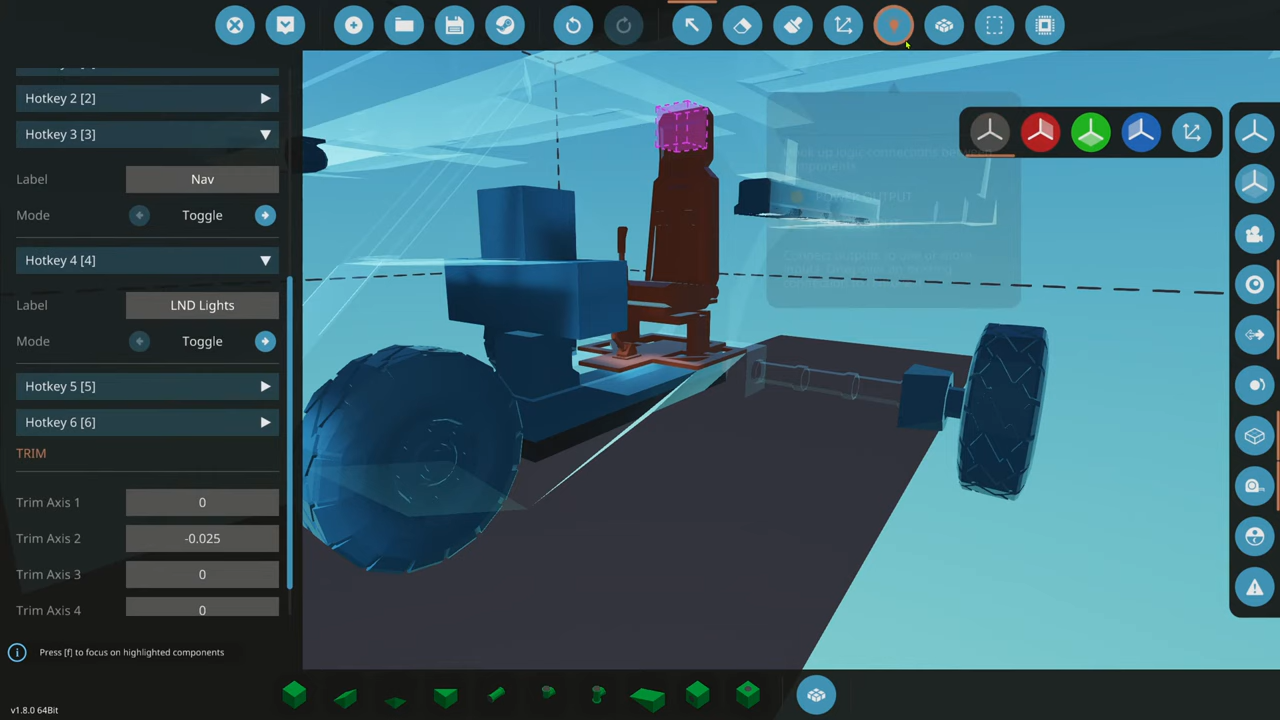 Hotkey 2 [2]
Hotkey 3 [3]
Label Nav
Mode Toggle
Hotkey 4 [4]
Label LND Lights
Mode Toggle
Hotkey 5 [5]
Hotkey 6 [6]
TRIM
Trim Axis 1 0
Trim Axis 2 -0.025
Trim Axis 3 0
Trim Axis 4 0
Press [f] to focus on highlighted components
v1.8.0 64Bit
OUTPUT